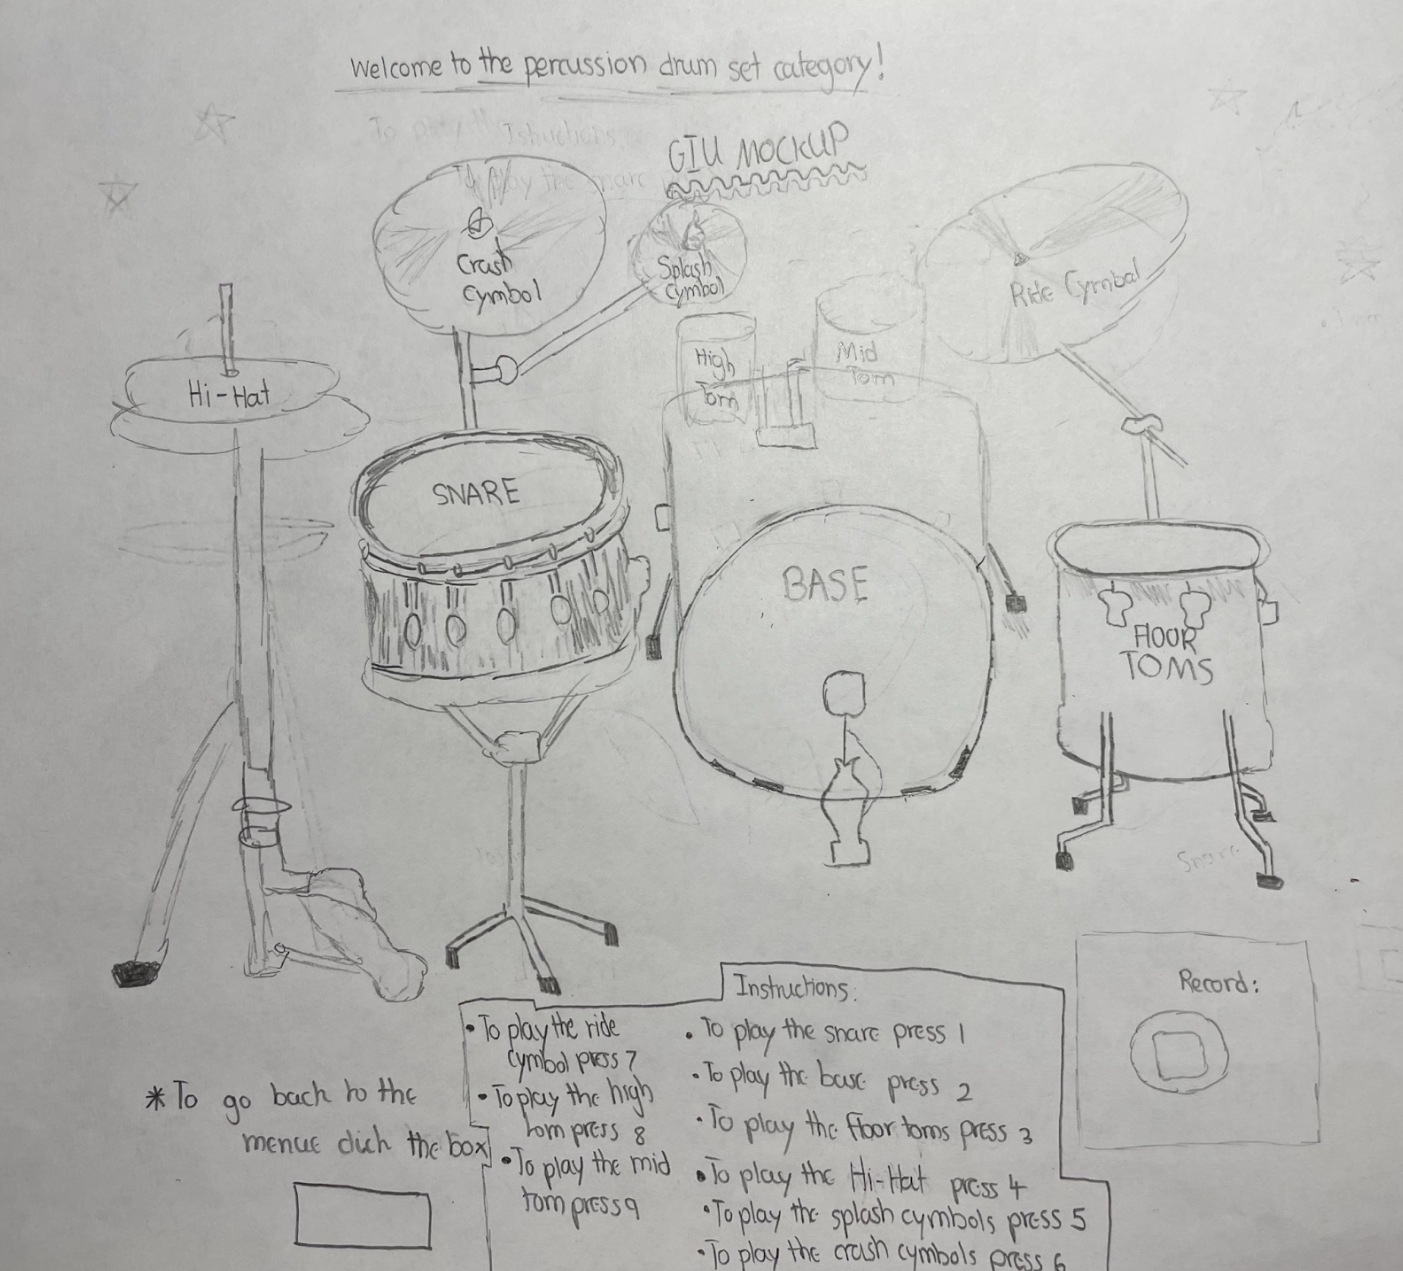 Welcome to the percussion drum set category!
GIU MOCKUP
Crash
Cymbol
Splash
Cymbol
Ride Cymbal
High
Tom
Mid
Tom
Hi-Hat
SNARE
BASE
FLOOR
TOMS
Snare
Record:
Instructions:
• To play the ride
cymbol press 7
• To play the high
tom press 8
• To play the mid
tom press 9
• To play the snare press 1
• To play the base press 2
• To play the floor toms press 3
• To play the Hi-Hat press 4
• To play the splash cymbols press 5
• To play the crash cymbols press 6
* To go back to the
menue click the box